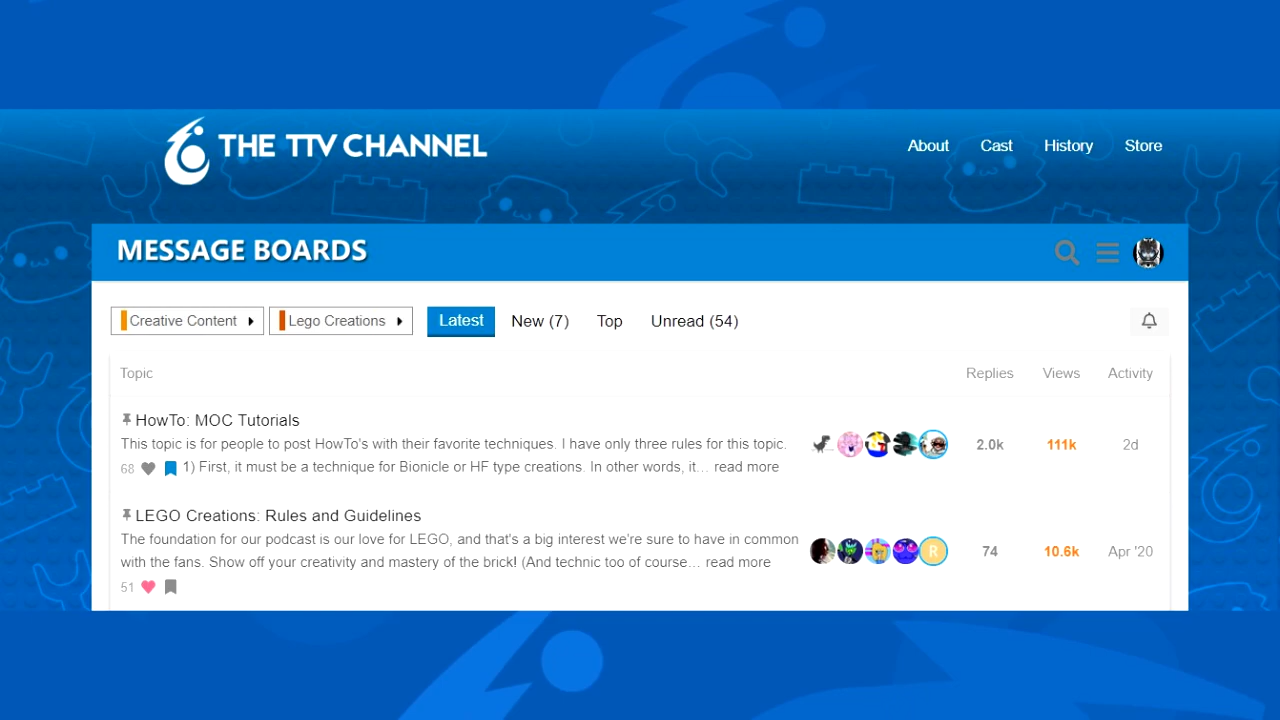 THE TTV CHANNEL
About Cast History Store
MESSAGE BOARDS
Creative Content Lego Creations Latest New (7) Top Unread (54)
Topic Replies Views Activity
HowTo: MOC Tutorials
This topic is for people to post HowTo's with their favorite techniques. I have only three rules for this topic.
68 1) First, it must be a technique for Bionicle or HF type creations. In other words, it… read more
2.0k 111k 2d
LEGO Creations: Rules and Guidelines
The foundation for our podcast is our love for LEGO, and that's a big interest we're sure to have in common
with the fans. Show off your creativity and mastery of the brick! (And technic too of course… read more
51
R 74 10.6k Apr '20